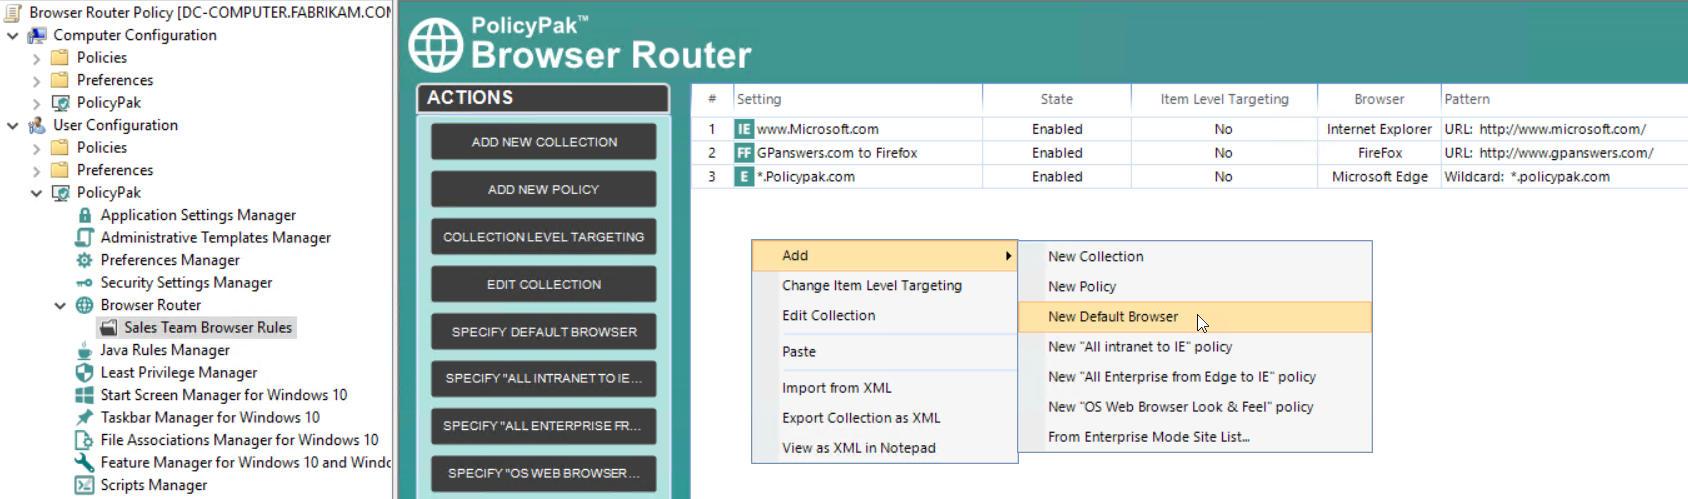 Browser Router Policy [DC-COMPUTER.FABRIKAM.COM
Computer Configuration
Policies
Preferences
PolicyPak
User Configuration
Policies
Preferences
PolicyPak
Application Settings Manager
Administrative Templates Manager
Preferences Manager
Security Settings Manager
Browser Router
Sales Team Browser Rules
Java Rules Manager
Least Privilege Manager
Start Screen Manager for Windows 10
Taskbar Manager for Windows 10
File Associations Manager for Windows 10
Feature Manager for Windows 10 and Windo
Scripts Manager
PolicyPak™
Browser Router
ACTIONS
ADD NEW COLLECTION
ADD NEW POLICY
COLLECTION LEVEL TARGETING
EDIT COLLECTION
SPECIFY DEFAULT BROWSER
SPECIFY "ALL INTRANET TO IE...
SPECIFY "ALL ENTERPRISE FR...
SPECIFY "OS WEB BROWSER...
# Setting State Item Level Targeting Browser Pattern
1 IE www.Microsoft.com Enabled No Internet Explorer URL: http://www.microsoft.com/
2 FF GPanswers.com to Firefox Enabled No FireFox URL: http://www.gpanswers.com/
3 E *.Policypak.com Enabled No Microsoft Edge Wildcard: *.policypak.com
Add
Change Item Level Targeting
Edit Collection
Paste
Import from XML
Export Collection as XML
View as XML in Notepad
New Collection
New Policy
New Default Browser
New "All intranet to IE" policy
New "All Enterprise from Edge to IE" policy
New "OS Web Browser Look & Feel" policy
From Enterprise Mode Site List...